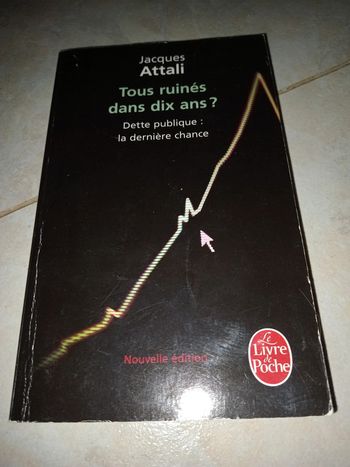 Jacques
Attali
Tous ruinés
dans dix ans ?
Dette publique :
la dernière chance
Nouvelle édition
Le
Livre
de
Poche